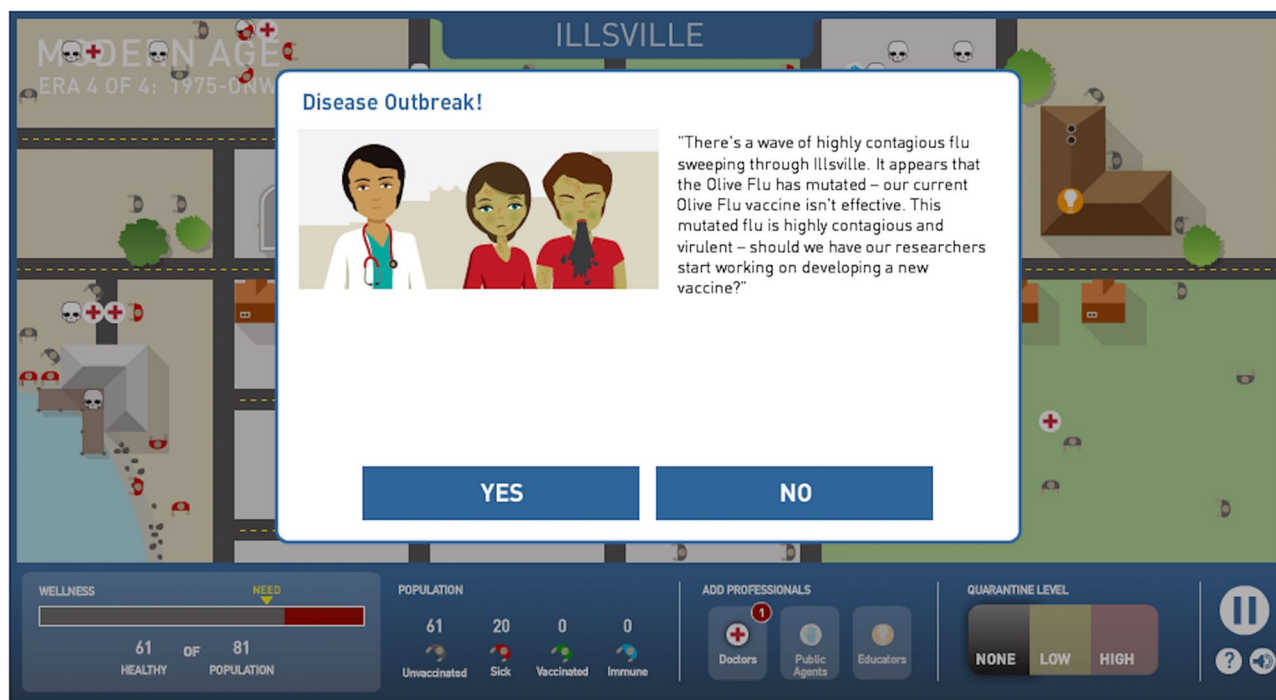 ILLSVILLE
MODERN AGE
ERA 4 OF 4: 1975-ONW
Disease Outbreak!
"There's a wave of highly contagious flu
sweeping through Illsville. It appears that
the Olive Flu has mutated – our current
Olive Flu vaccine isn't effective. This
mutated flu is highly contagious and
virulent – should we have our researchers
start working on developing a new
vaccine?"
YES
NO
WELLNESS
NEED
61 OF 81
HEALTHY POPULATION
POPULATION
61 20 0 0
Unvaccinated Sick Vaccinated Immune
ADD PROFESSIONALS
1
Doctors Public Agents Educators
QUARANTINE LEVEL
NONE LOW HIGH
?